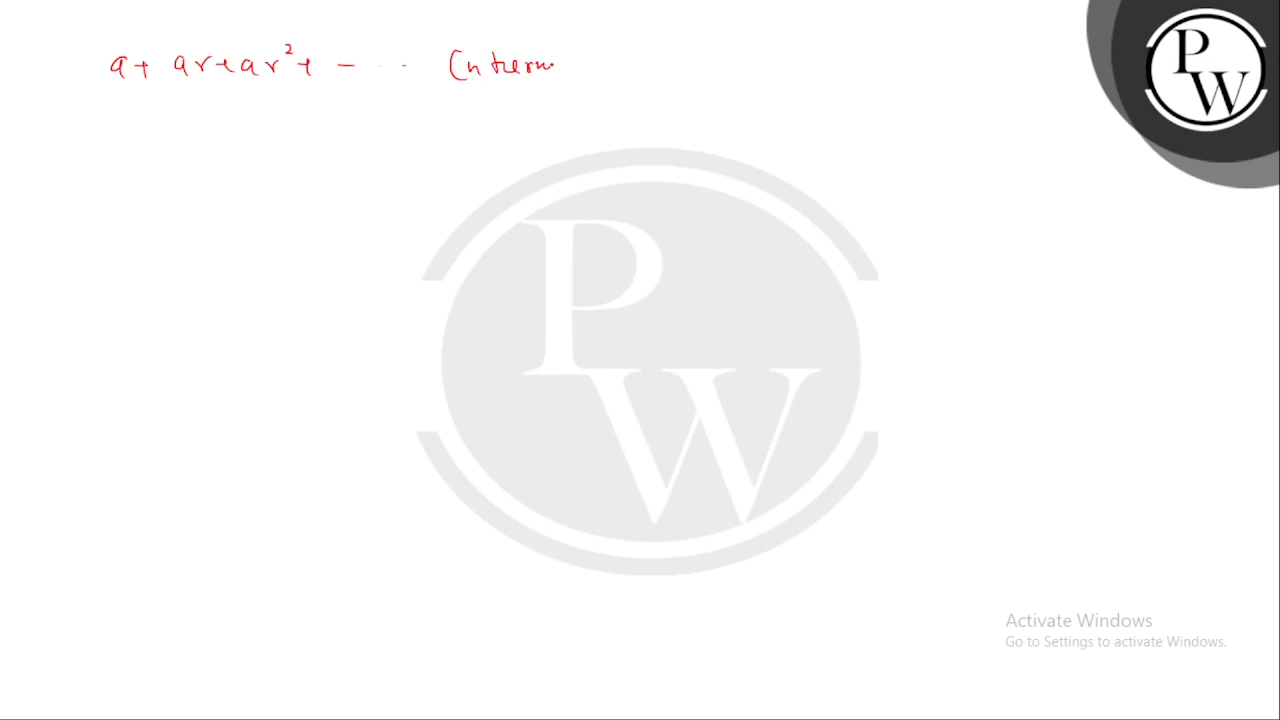 a+ ar+ar²+ - ... (n term
P
W
P
W
Activate Windows
Go to Settings to activate Windows.